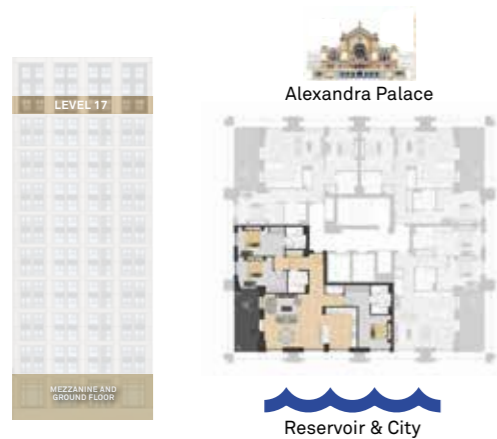 Alexandra Palace
LEVEL 17
MEZZANINE AND
GROUND FLOOR
Reservoir & City